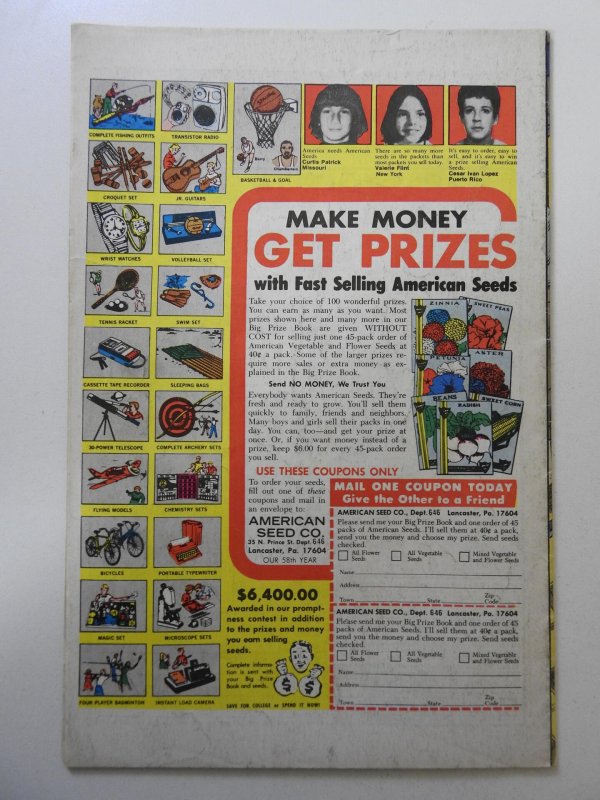 COMPLETE FISHING OUTFITS
TRANSISTOR RADIO
CROQUET SET
JR. GUITARS
WRIST WATCHES
VOLLEYBALL SET
TENNIS RACKET
SWIM SET
CASSETTE TAPE RECORDER
SLEEPING BAGS
30-POWER TELESCOPE
COMPLETE ARCHERY SETS
FLYING MODELS
CHEMISTRY SETS
BICYCLES
PORTABLE TYPEWRITER
MAGIC SET
MICROSCOPE SETS
FOUR PLAYER BADMINTON
INSTANT LOAD CAMERA
Barry
Chamberlain
BASKETBALL & GOAL
America needs American
Seeds
Curtis Patrick
Missouri
There are so many more
seeds in the packets than
most packets you sell today.
Valerie Flint
New York
It's easy to order, easy to
sell, and it's easy to win
a prize selling American
Seeds.
Cesar Ivan Lopez
Puerto Rico
MAKE MONEY
GET PRIZES
with Fast Selling American Seeds
Take your choice of 100 wonderful prizes.
You can earn as many as you want. Most
prizes shown here and many more in our
Big Prize Book are given WITHOUT
COST for selling just one 45-pack order of
American Vegetable and Flower Seeds at
40¢ a pack. Some of the larger prizes re-
quire more sales or extra money as ex-
plained in the Big Prize Book.
Send NO MONEY, We Trust You
Everybody wants American Seeds. They're
fresh and ready to grow. You'll sell them
quickly to family, friends and neighbors.
Many boys and girls sell their packs in one
day. You can, too—and get your prize at
once. Or, if you want money instead of a
prize, keep $6.00 for every 45-pack order
you sell.
ZINNIA
SWEET PEAS
PETUNIA
ASTER
BEANS
RADISH
SWEET CORN
USE THESE COUPONS ONLY
To order your seeds,
fill out one of these
coupons and mail in
an envelope to:
AMERICAN
SEED CO.
35 N. Prince St. Dept. 646
Lancaster, Pa. 17604
OUR 58th YEAR
$6,400.00
Awarded in our prompt-
ness contest in addition
to the prizes and money
you earn selling
seeds.
Complete informa-
tion is sent with
your Big Prize
Book and seeds.
SAVE FOR COLLEGE or SPEND IT NOW!
MAIL ONE COUPON TODAY
Give the Other to a Friend
AMERICAN SEED CO., Dept. 646 Lancaster, Pa. 17604
Please send me your Big Prize Book and one order of 45
packs of American Seeds. I'll sell them at 40¢ a pack,
send you the money and choose my prize. Send seeds
checked.
All Flower
Seeds
All Vegetable
Seeds
Mixed Vegetable
and Flower Seeds
Name
Address
Town State Zip Code
AMERICAN SEED CO., Dept. 646 Lancaster, Pa. 17604
Please send me your Big Prize Book and one order of 45
packs of American Seeds. I'll sell them at 40¢ a pack,
send you the money and choose my prize. Send seeds
checked.
All Flower
Seeds
All Vegetable
Seeds
Mixed Vegetable
and Flower Seeds
Name
Address
Town State Zip Code